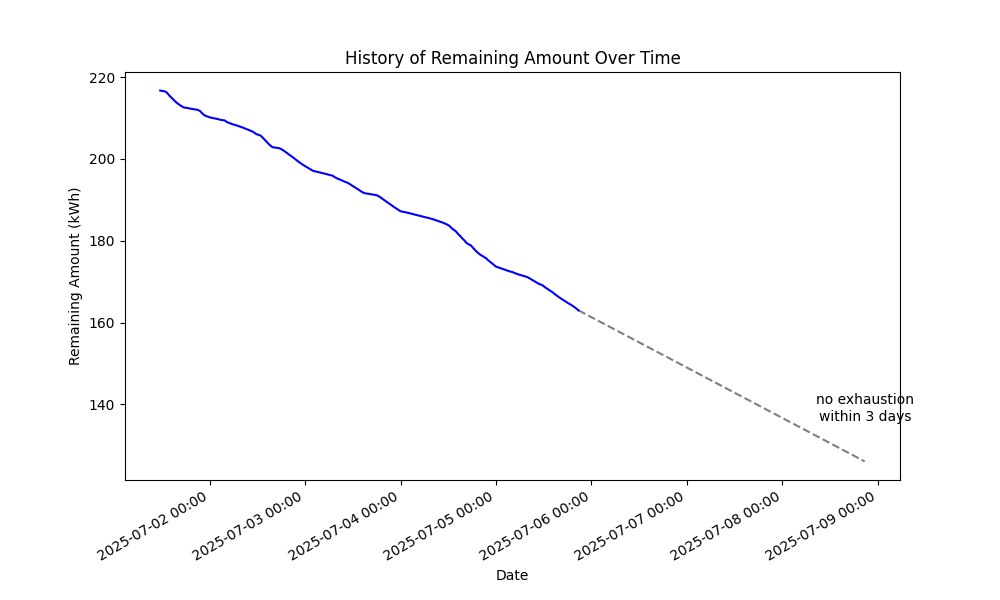 History of Remaining Amount Over Time
Remaining Amount (kWh)
220
200
180
160
140
no exhaustion
within 3 days
2025-07-02 00:00
2025-07-03 00:00
2025-07-04 00:00
2025-07-05 00:00
2025-07-06 00:00
2025-07-07 00:00
2025-07-08 00:00
2025-07-09 00:00
Date